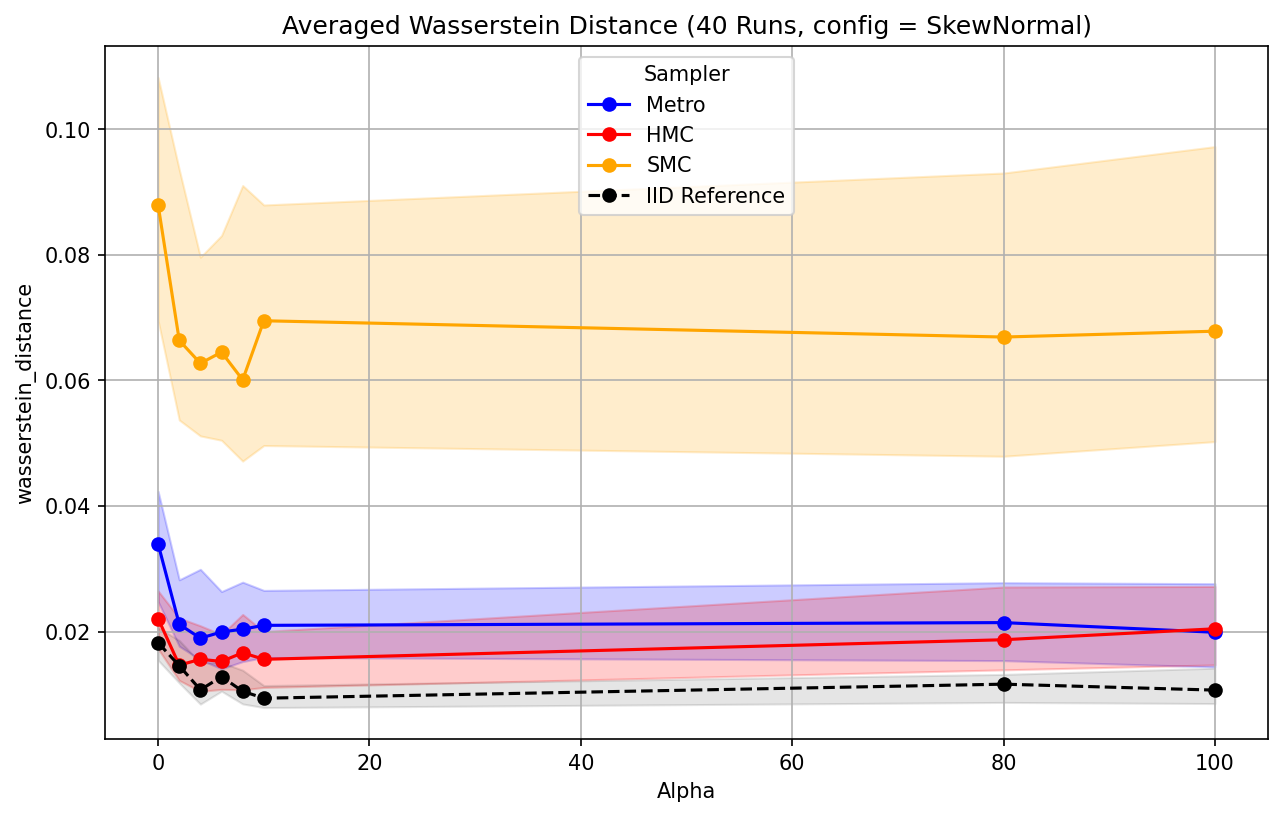 Averaged Wasserstein Distance (40 Runs, config = SkewNormal)
Sampler
Metro
HMC
SMC
IID Reference
wasserstein_distance
0.10
0.08
0.06
0.04
0.02
0 20 40 60 80 100
Alpha